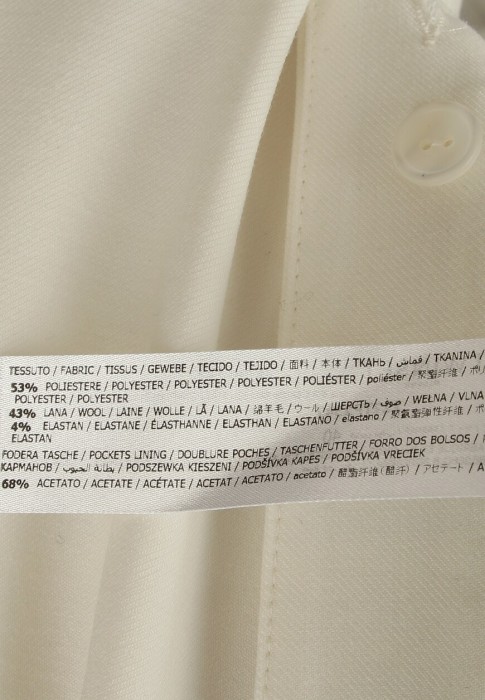 TESSUTO / FABRIC / TISSUS / GEWEBE / TECIDO / TEJIDO / 面料 / 本体 / ТКАНЬ / قماش / TKANINA /
53% POLIESTERE / POLYESTER / POLYESTER / POLYESTER / POLIÉSTER / poliéster / 聚酯纤维 / ポリ
POLYESTER / POLYESTER
43% LANA / WOOL / LAINE / WOLLE / LÃ / LANA / 绵羊毛 / ウール / ШЕРСТЬ / صوف / WEŁNA / VLNA
4% ELASTAN / ELASTANE / ÉLASTHANNE / ELASTHAN / ELASTANO / elastano / 聚氨酯弹性纤维 / ポ
ELASTAN
FODERA TASCHE / POCKETS LINING / DOUBLURE POCHES / TASCHENFUTTER / FORRO DOS BOLSOS /
КАРМАНОВ / بطانة الجيوب / PODSZEWKA KIESZENI / PODŠÍVKA KAPES / PODŠÍVKA VRECIEK
68% ACETATO / ACETATE / ACÉTATE / ACETAT / ACETATO / acetato / 醋酯纤维(醋纤) / アセテート / A